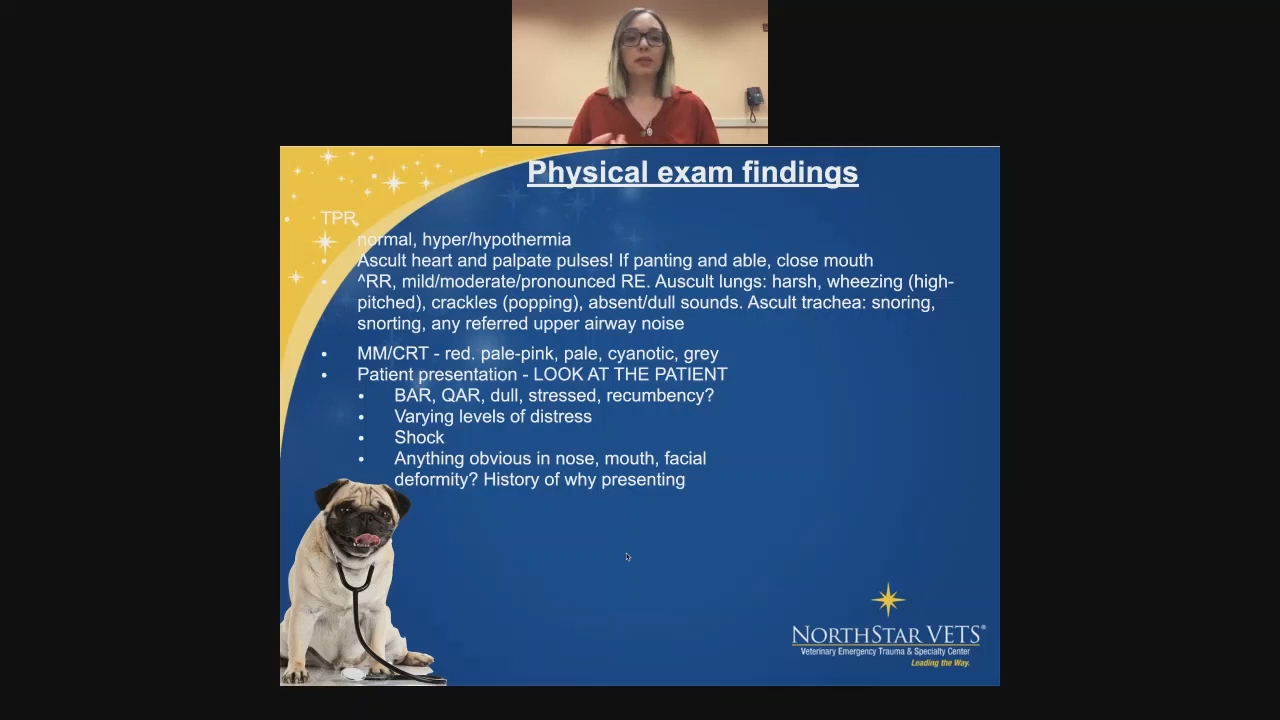 Physical exam findings
TPR
normal, hyper/hypothermia
Ascult heart and palpate pulses! If panting and able, close mouth
^RR, mild/moderate/pronounced RE. Auscult lungs: harsh, wheezing (high-
pitched), crackles (popping), absent/dull sounds. Ascult trachea: snoring,
snorting, any referred upper airway noise
MM/CRT - red. pale-pink, pale, cyanotic, grey
Patient presentation - LOOK AT THE PATIENT
BAR, QAR, dull, stressed, recumbency?
Varying levels of distress
Shock
Anything obvious in nose, mouth, facial
deformity? History of why presenting
NORTHSTAR VETS®
Veterinary Emergency Trauma & Specialty Center
Leading the Way.